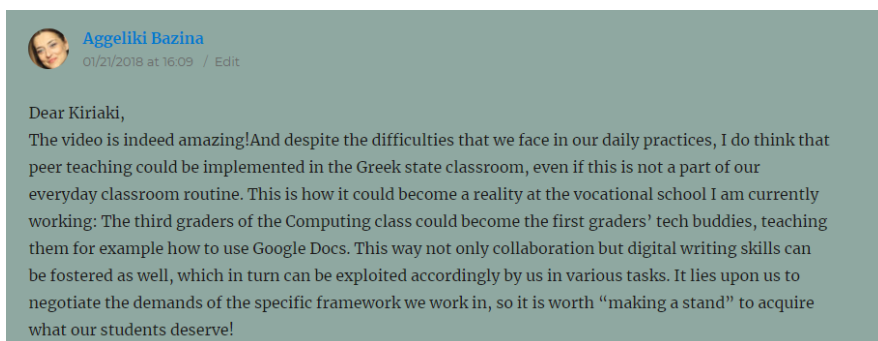 Aggeliki Bazina
01/21/2018 at 16:09 / Edit
Dear Kiriaki,
The video is indeed amazing!And despite the difficulties that we face in our daily practices, I do think that
peer teaching could be implemented in the Greek state classroom, even if this is not a part of our
everyday classroom routine. This is how it could become a reality at the vocational school I am currently
working: The third graders of the Computing class could become the first graders’ tech buddies, teaching
them for example how to use Google Docs. This way not only collaboration but digital writing skills can
be fostered as well, which in turn can be exploited accordingly by us in various tasks. It lies upon us to
negotiate the demands of the specific framework we work in, so it is worth “making a stand” to acquire
what our students deserve!